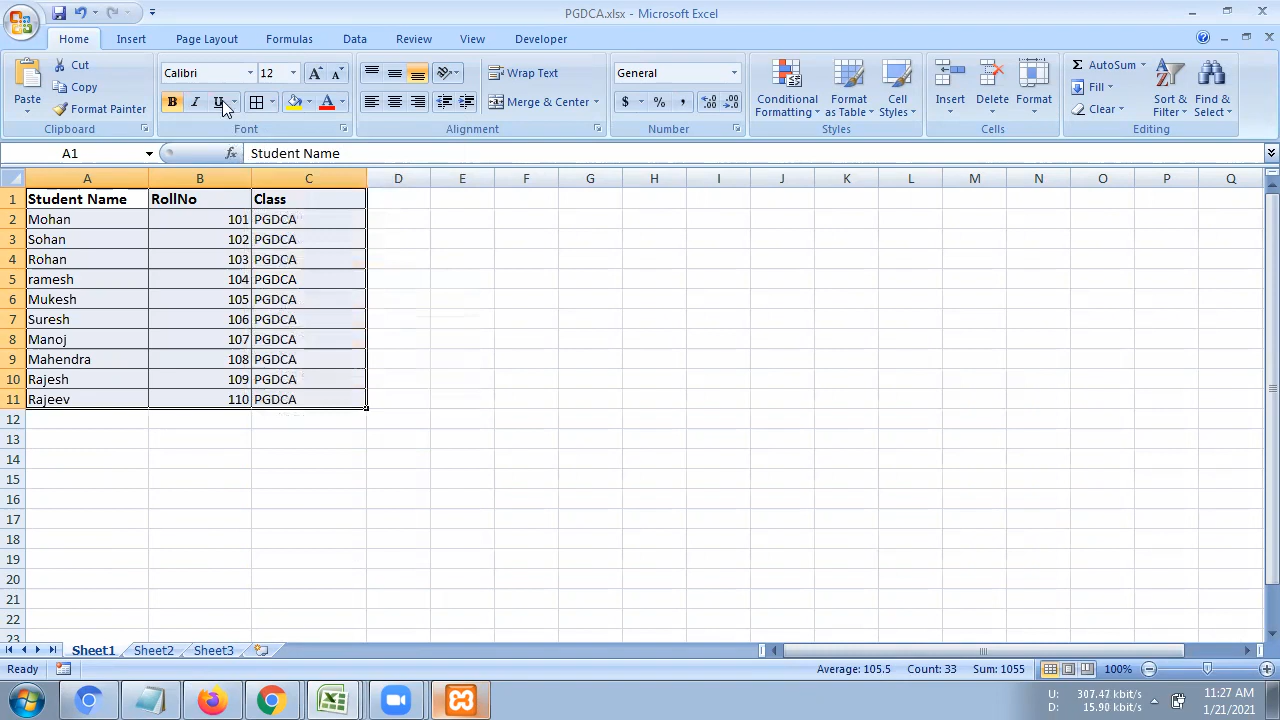 PGDCA.xlsx - Microsoft Excel
Home Insert Page Layout Formulas Data Review View Developer
Paste Cut Copy Format Painter Clipboard
Calibri 12 B I U A Font
Wrap Text Merge & Center Alignment
General $ % , Number
Conditional Formatting Format as Table Cell Styles Styles
Insert Delete Format Cells
Σ AutoSum Fill Clear Sort & Filter Find & Select Editing
A1 fx Student Name
A B C D E F G H I J K L M N O P Q
1 Student Name RollNo Class
2 Mohan 101 PGDCA
3 Sohan 102 PGDCA
4 Rohan 103 PGDCA
5 ramesh 104 PGDCA
6 Mukesh 105 PGDCA
7 Suresh 106 PGDCA
8 Manoj 107 PGDCA
9 Mahendra 108 PGDCA
10 Rajesh 109 PGDCA
11 Rajeev 110 PGDCA
12
13
14
15
16
17
18
19
20
21
22
23
Sheet1 Sheet2 Sheet3
Ready Average: 105.5 Count: 33 Sum: 1055 100%
U: 307.47 kbit/s
D: 15.90 kbit/s
11:27 AM
1/21/2021